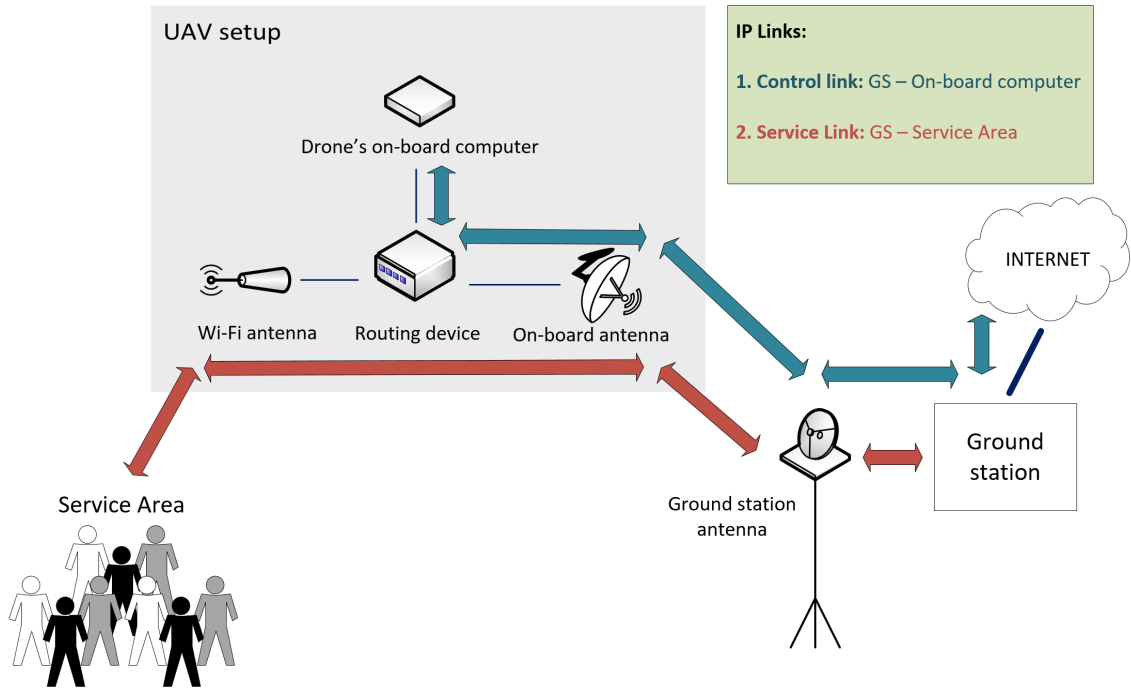 UAV setup
IP Links:
1. Control link: GS – On-board computer
2. Service Link: GS – Service Area
Drone’s on-board computer
INTERNET
Wi-Fi antenna
Routing device
On-board antenna
Ground
station
Service Area
Ground station
antenna